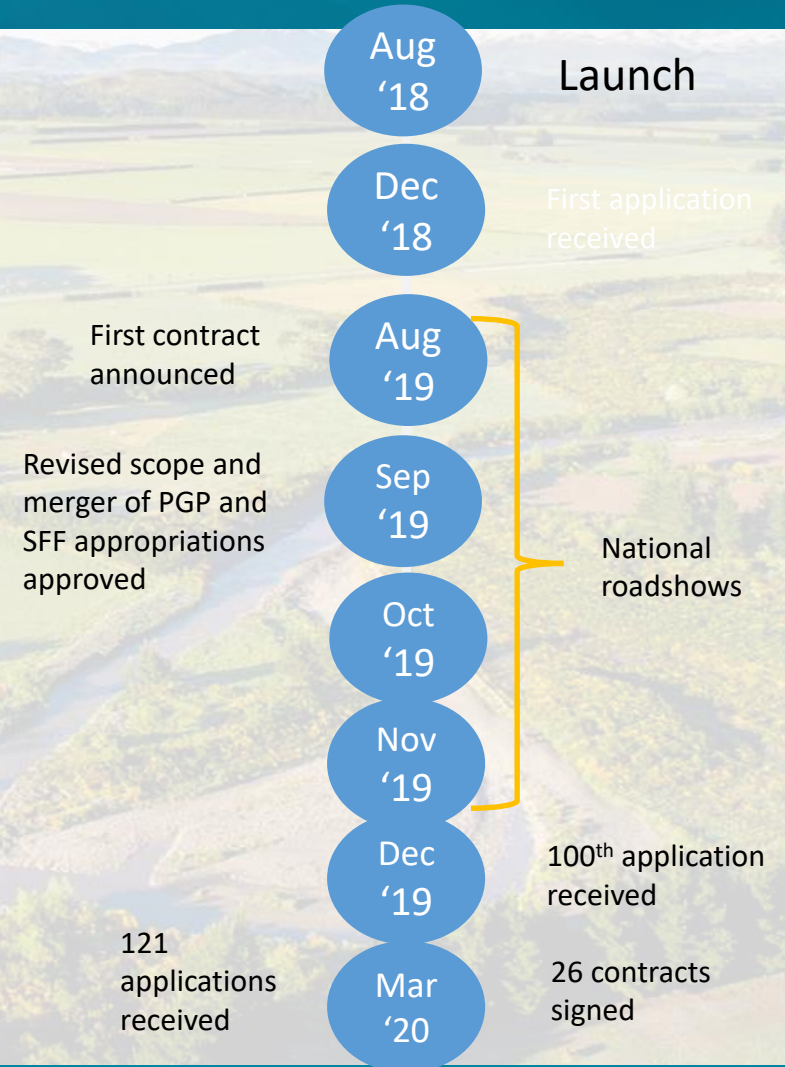 Aug
‘18
Launch
Dec
‘18
First application
received
First contract
announced
Aug
‘19
Revised scope and
merger of PGP and
SFF appropriations
approved
Sep
‘19
National
roadshows
Oct
‘19
Nov
‘19
Dec
‘19
100th application
received
121
applications
received
Mar
‘20
26 contracts
signed